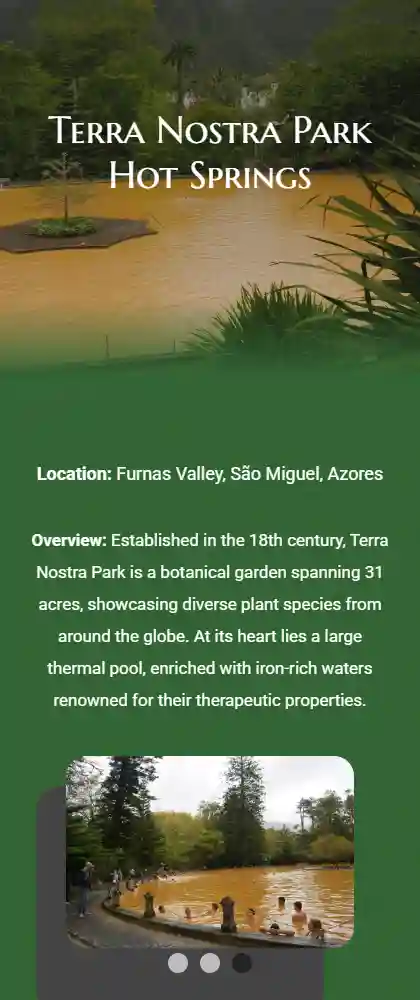 Terra Nostra Park
Hot Springs
Location: Furnas Valley, São Miguel, Azores
Overview: Established in the 18th century, Terra
Nostra Park is a botanical garden spanning 31
acres, showcasing diverse plant species from
around the globe. At its heart lies a large
thermal pool, enriched with iron-rich waters
renowned for their therapeutic properties.